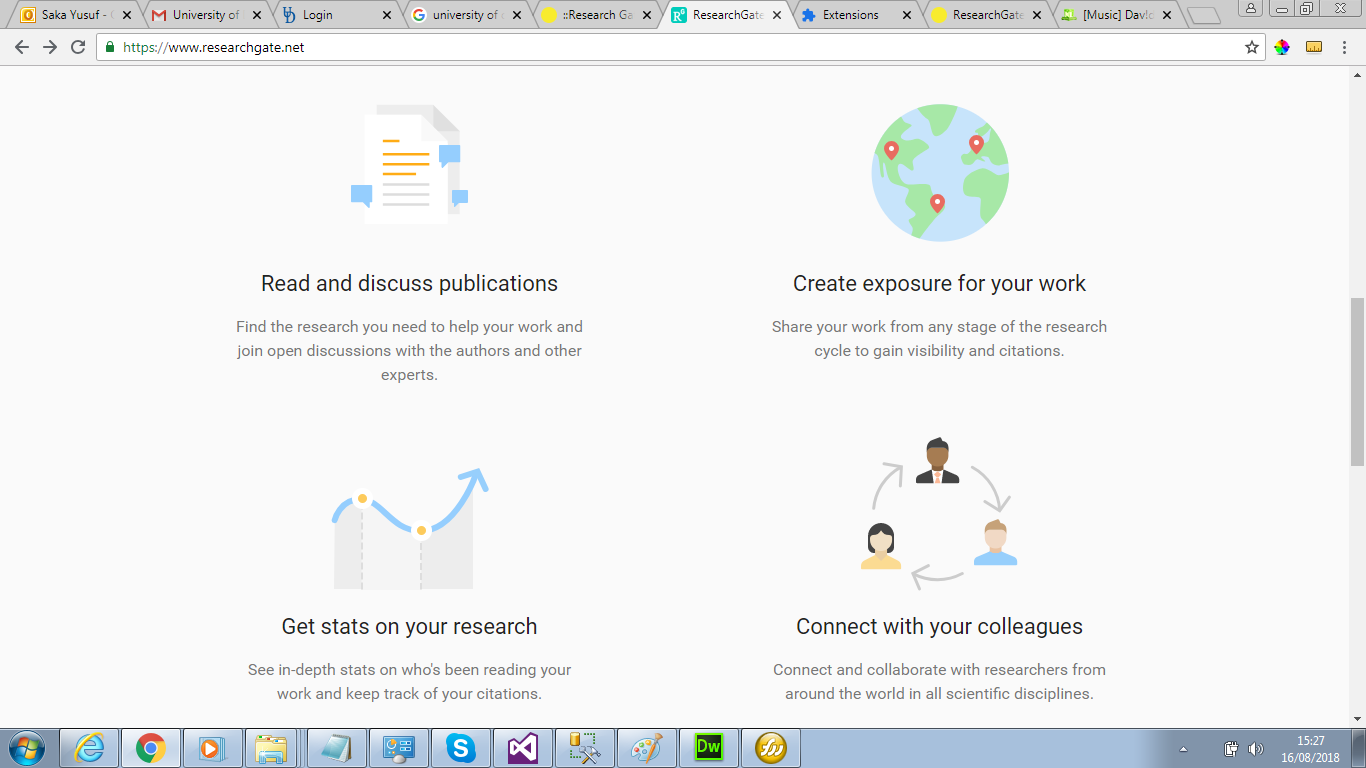 Saka Yusuf -
University of
Login
university of
::Research Ga
ResearchGate
Extensions
ResearchGate
[Music] Dav
https://www.researchgate.net
Read and discuss publications
Find the research you need to help your work and
join open discussions with the authors and other
experts.
Create exposure for your work
Share your work from any stage of the research
cycle to gain visibility and citations.
Get stats on your research
See in-depth stats on who's been reading your
work and keep track of your citations.
Connect with your colleagues
Connect and collaborate with researchers from
around the world in all scientific disciplines.
Dw
15:27
16/08/2018